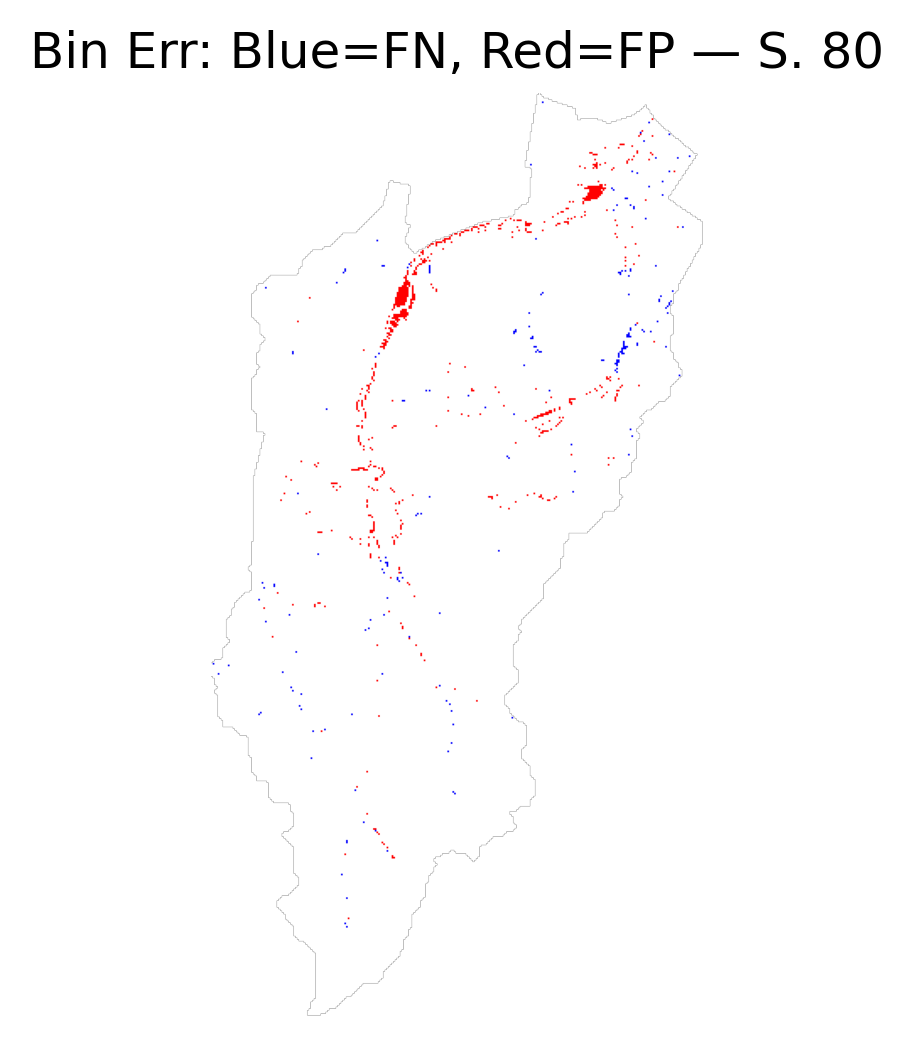 Bin Err: Blue=FN, Red=FP — S. 80